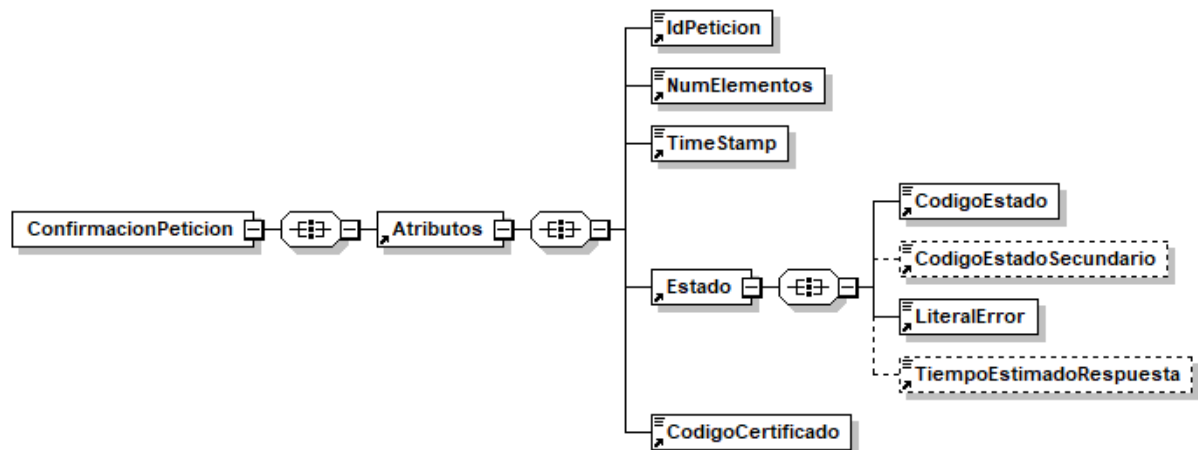 IdPeticion
NumElementos
TimeStamp
ConfirmacionPeticion
Atributos
Estado
CodigoEstado
CodigoEstadoSecundario
LiteralError
TiempoEstimadoRespuesta
CodigoCertificado